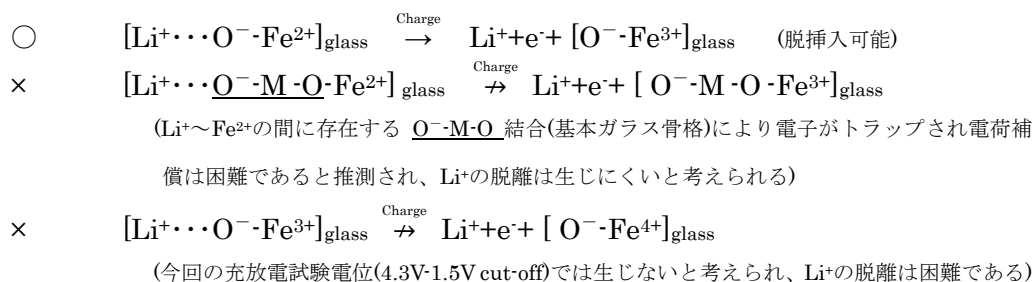 ○ [Li⁺･･･O⁻-Fe²⁺]glass Charge → Li⁺+e⁻+ [O⁻-Fe³⁺]glass (脱挿入可能)
× [Li⁺･･･O⁻-M -O-Fe²⁺] glass Charge ↛ Li⁺+e⁻+ [ O⁻-M -O -Fe³⁺]glass
(Li⁺～Fe²⁺の間に存在する O⁻-M-O 結合(基本ガラス骨格)により電子がトラップされ電荷補
償は困難であると推測され、Li⁺の脱離は生じにくいと考えられる)
× [Li⁺･･･O⁻-Fe³⁺]glass Charge ↛ Li⁺+e⁻+ [ O⁻-Fe⁴⁺]glass
(今回の充放電試験電位(4.3V-1.5V cut-off)では生じないと考えられ、Li⁺の脱離は困難である)